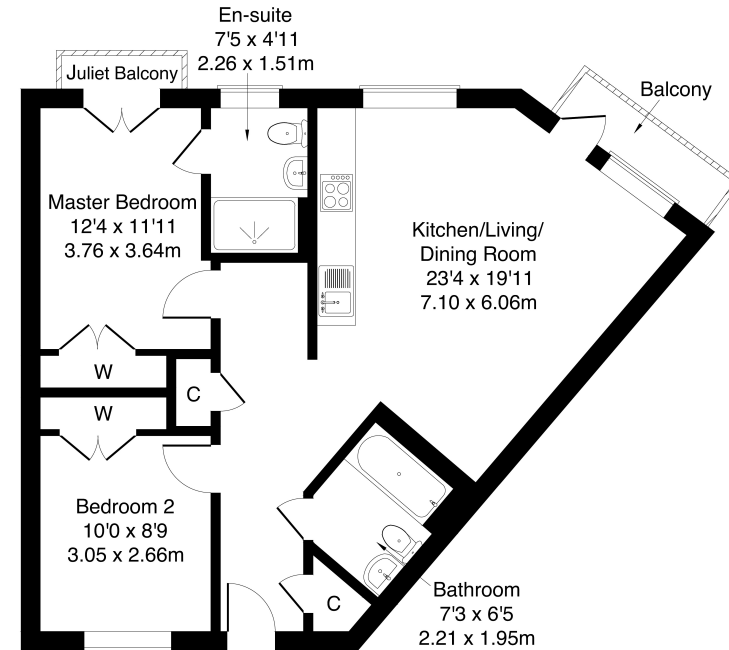 En-suite
7'5 x 4'11
2.26 x 1.51m
Juliet Balcony
Balcony
Master Bedroom
12'4 x 11'11
3.76 x 3.64m
Kitchen/Living/
Dining Room
23'4 x 19'11
7.10 x 6.06m
W
C
W
Bedroom 2
10'0 x 8'9
3.05 x 2.66m
Bathroom
7'3 x 6'5
2.21 x 1.95m
C